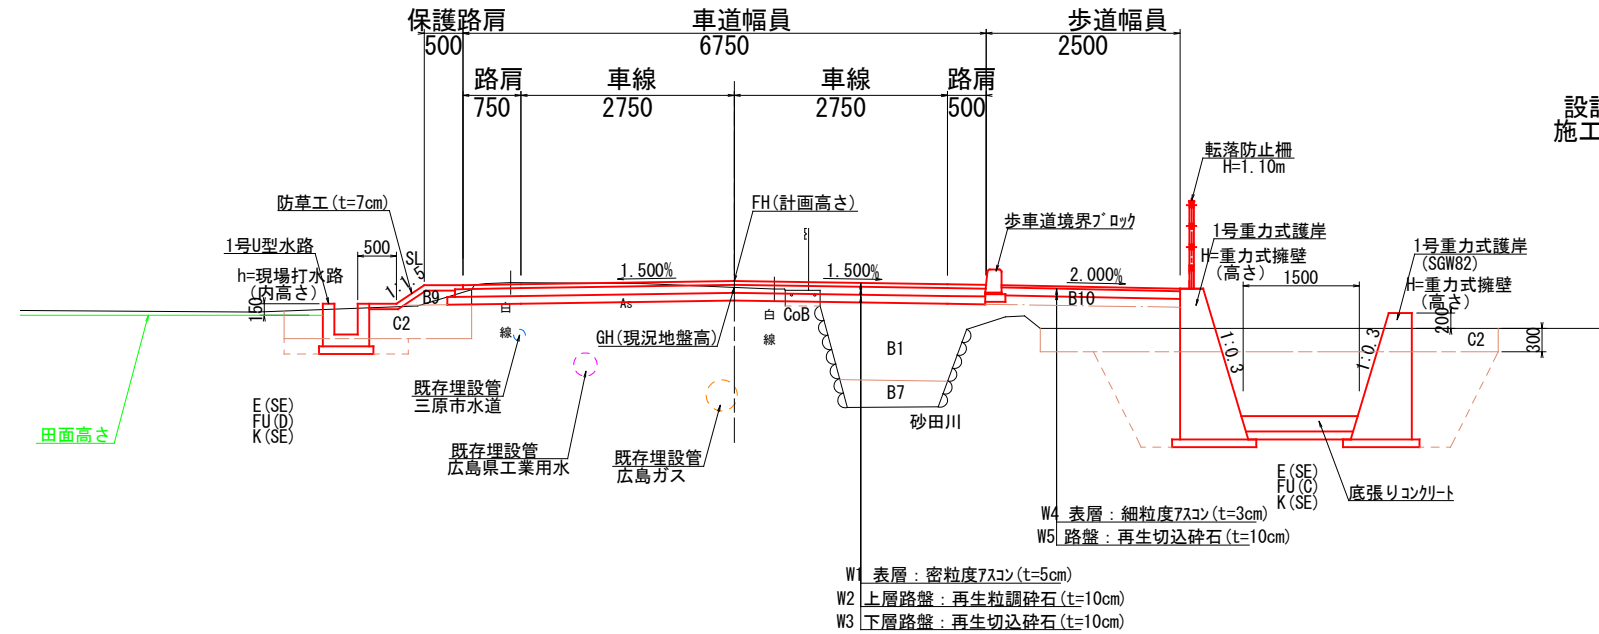 保護路肩
500
車道幅員
6750
歩道幅員
2500
路肩
750
車線
2750
車線
2750
路肩
500
転落防止柵
H=1.10m
防草工(t=7cm)
FH(計画高さ)
歩車道境界ﾌﾞﾛｯｸ
1号U型水路
h=現場打水路
(内高さ)
500
SL
1:1.5
150
1.500%
1.500%
2.000%
1号重力式護岸
H=重力式擁壁
(高さ)
1500
1号重力式護岸
(SGW82)
H=重力式擁壁
(高さ)
200
300
B9
C2
白
線
As
白
線
CoB
B10
B1
B7
砂田川
1:0.3
1:0.3
C2
GH(現況地盤高)
既存埋設管
三原市水道
既存埋設管
広島県工業用水
既存埋設管
広島ガス
田面高さ
E(SE)
FU(D)
K(SE)
E(SE)
FU(C)
K(SE)
底張りｺﾝｸﾘｰﾄ
W4 表層：細粒度ｱｽｺﾝ(t=3cm)
W5 路盤：再生切込砕石(t=10cm)
W1 表層：密粒度ｱｽｺﾝ(t=5cm)
W2 上層路盤：再生粒調砕石(t=10cm)
W3 下層路盤：再生切込砕石(t=10cm)
施工